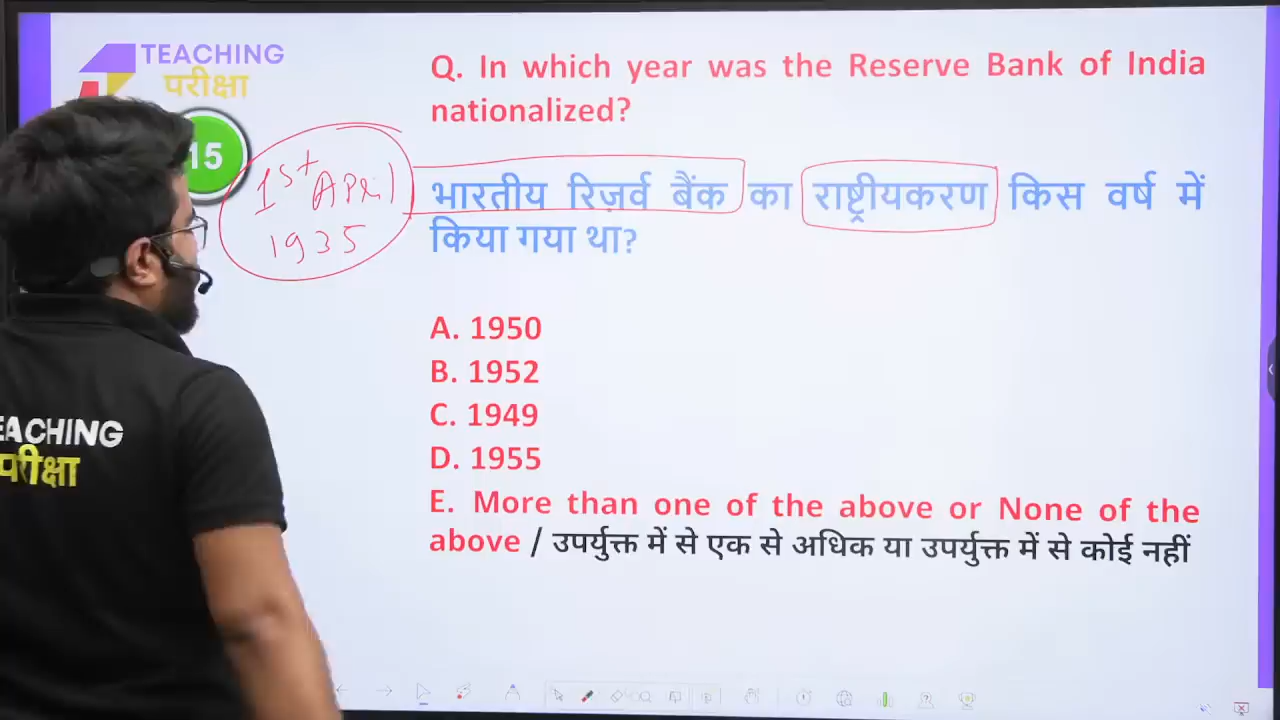 TEACHING
परीक्षा
15
Q. In which year was the Reserve Bank of India
nationalized?
1st APril
1935
भारतीय रिज़र्व बैंक का राष्ट्रीयकरण किस वर्ष में
किया गया था?
A. 1950
B. 1952
C. 1949
D. 1955
E. More than one of the above or None of the
above / उपर्युक्त में से एक से अधिक या उपर्युक्त में से कोई नहीं
EACHING
परीक्षा